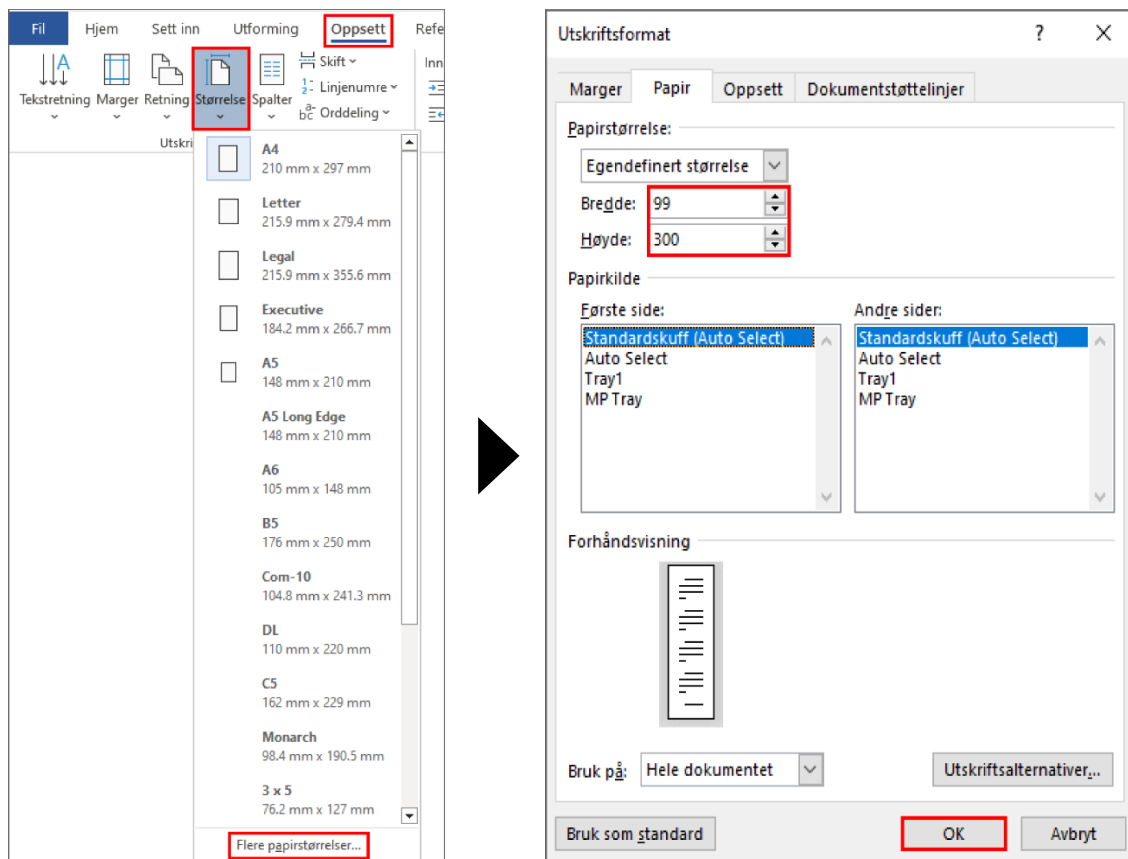 Fil Hjem Sett inn Utforming Oppsett Refe
Tekstretning Marger Retning Størrelse Spalter
Skift
Linjenumre
Orddeling
Inn
Utskri
A4
210 mm x 297 mm
Letter
215.9 mm x 279.4 mm
Legal
215.9 mm x 355.6 mm
Executive
184.2 mm x 266.7 mm
A5
148 mm x 210 mm
A5 Long Edge
148 mm x 210 mm
A6
105 mm x 148 mm
B5
176 mm x 250 mm
Com-10
104.8 mm x 241.3 mm
DL
110 mm x 220 mm
C5
162 mm x 229 mm
Monarch
98.4 mm x 190.5 mm
3 x 5
76.2 mm x 127 mm
Flere papirstørrelser...
Utskriftsformat ? X
Marger Papir Oppsett Dokumentstøttelinjer
Papirstørrelse:
Egendefinert størrelse
Bredde: 99
Høyde: 300
Papirkilde
Første side: Andre sider:
Standardskuff (Auto Select) Standardskuff (Auto Select)
Auto Select Auto Select
Tray1 Tray1
MP Tray MP Tray
Forhåndsvisning
Bruk på: Hele dokumentet Utskriftsalternativer...
Bruk som standard OK Avbryt